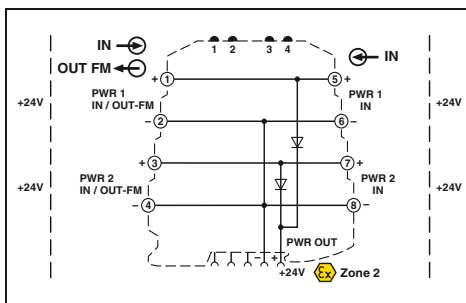 IN
OUT FM
1 2 3 4
IN
1
5
+
+
PWR 1
IN / OUT-FM
PWR 1
IN
+24V
+24V
–
2
6
–
+
3
7
+
PWR 2
IN / OUT-FM
PWR 2
IN
+24V
+24V
–
4
8
–
PWR OUT
– +
+24V
Ex Zone 2